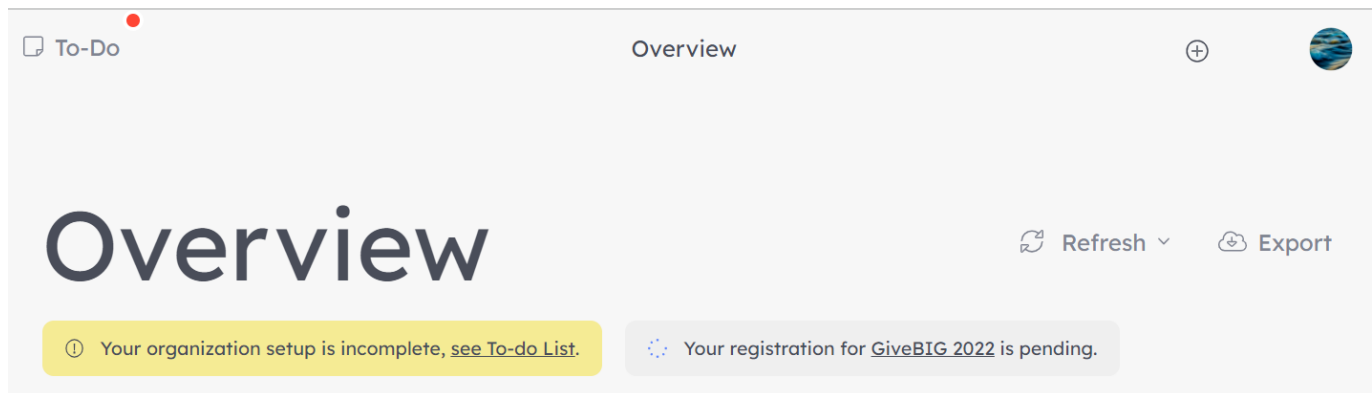 To-Do
Overview
Overview
Refresh
Export
Your organization setup is incomplete, see To-do List.
Your registration for GiveBIG 2022 is pending.